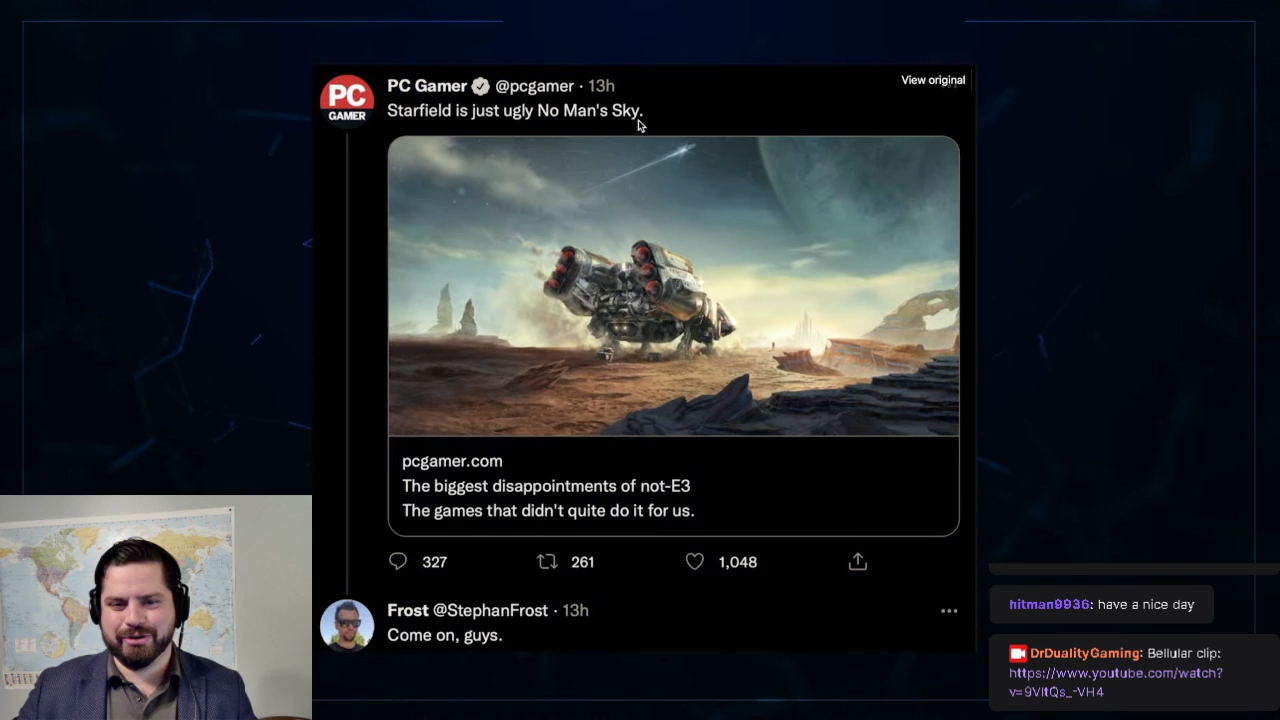 PC Gamer @pcgamer · 13h
View original
Starfield is just ugly No Man's Sky.
PC
GAMER
pcgamer.com
The biggest disappointments of not-E3
The games that didn't quite do it for us.
327 261 1,048
Frost @StephanFrost · 13h
Come on, guys.
hitman9936: have a nice day
DrDualityGaming: Bellular clip:
https://www.youtube.com/watch?
v=9VltQs_-VH4